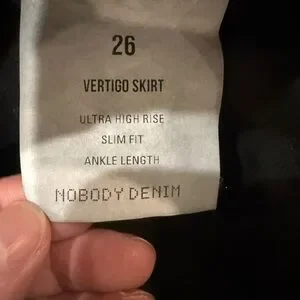 26
VERTIGO SKIRT
ULTRA HIGH RISE
SLIM FIT
ANKLE LENGTH
NOBODY DENIM